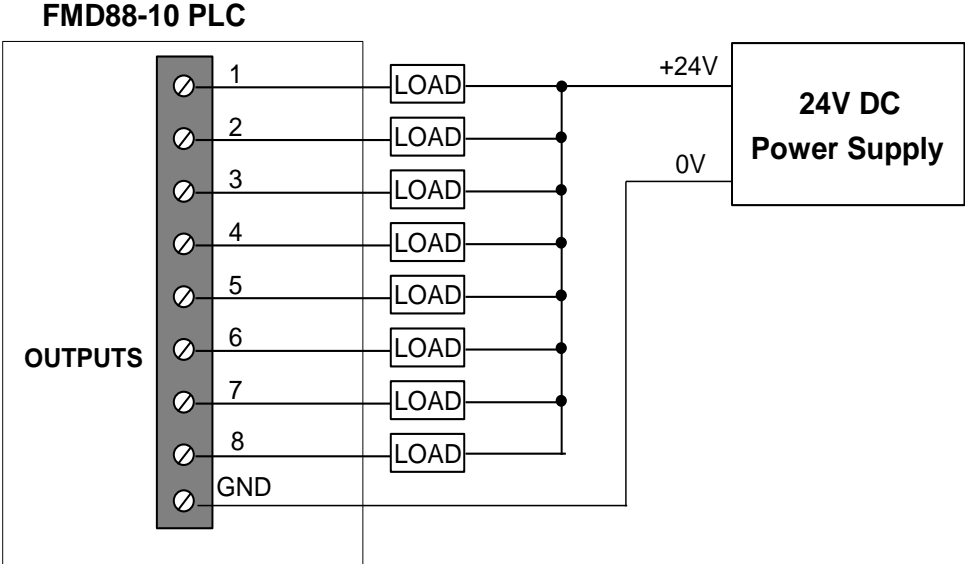 FMD88-10 PLC
1 LOAD +24V
24V DC
Power Supply
2 LOAD
3 LOAD 0V
4 LOAD
5 LOAD
OUTPUTS
6 LOAD
7 LOAD
8 LOAD
GND